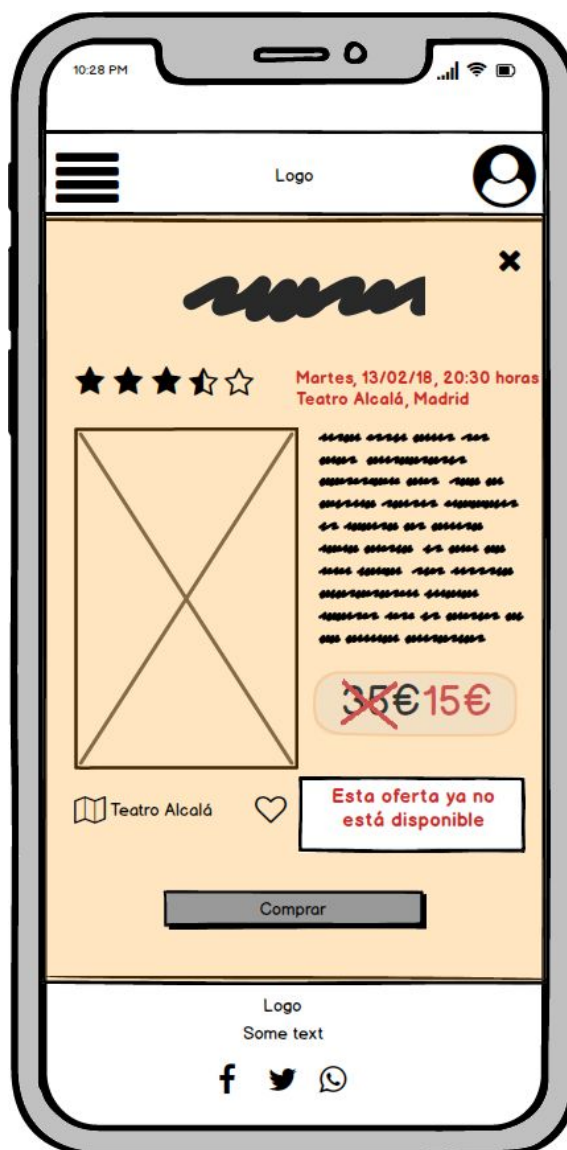 10:28 PM
Logo
Martes, 13/02/18, 20:30 horas
Teatro Alcalá, Madrid
35€ 15€
Teatro Alcalá
Esta oferta ya no
está disponible
Comprar
Logo
Some text